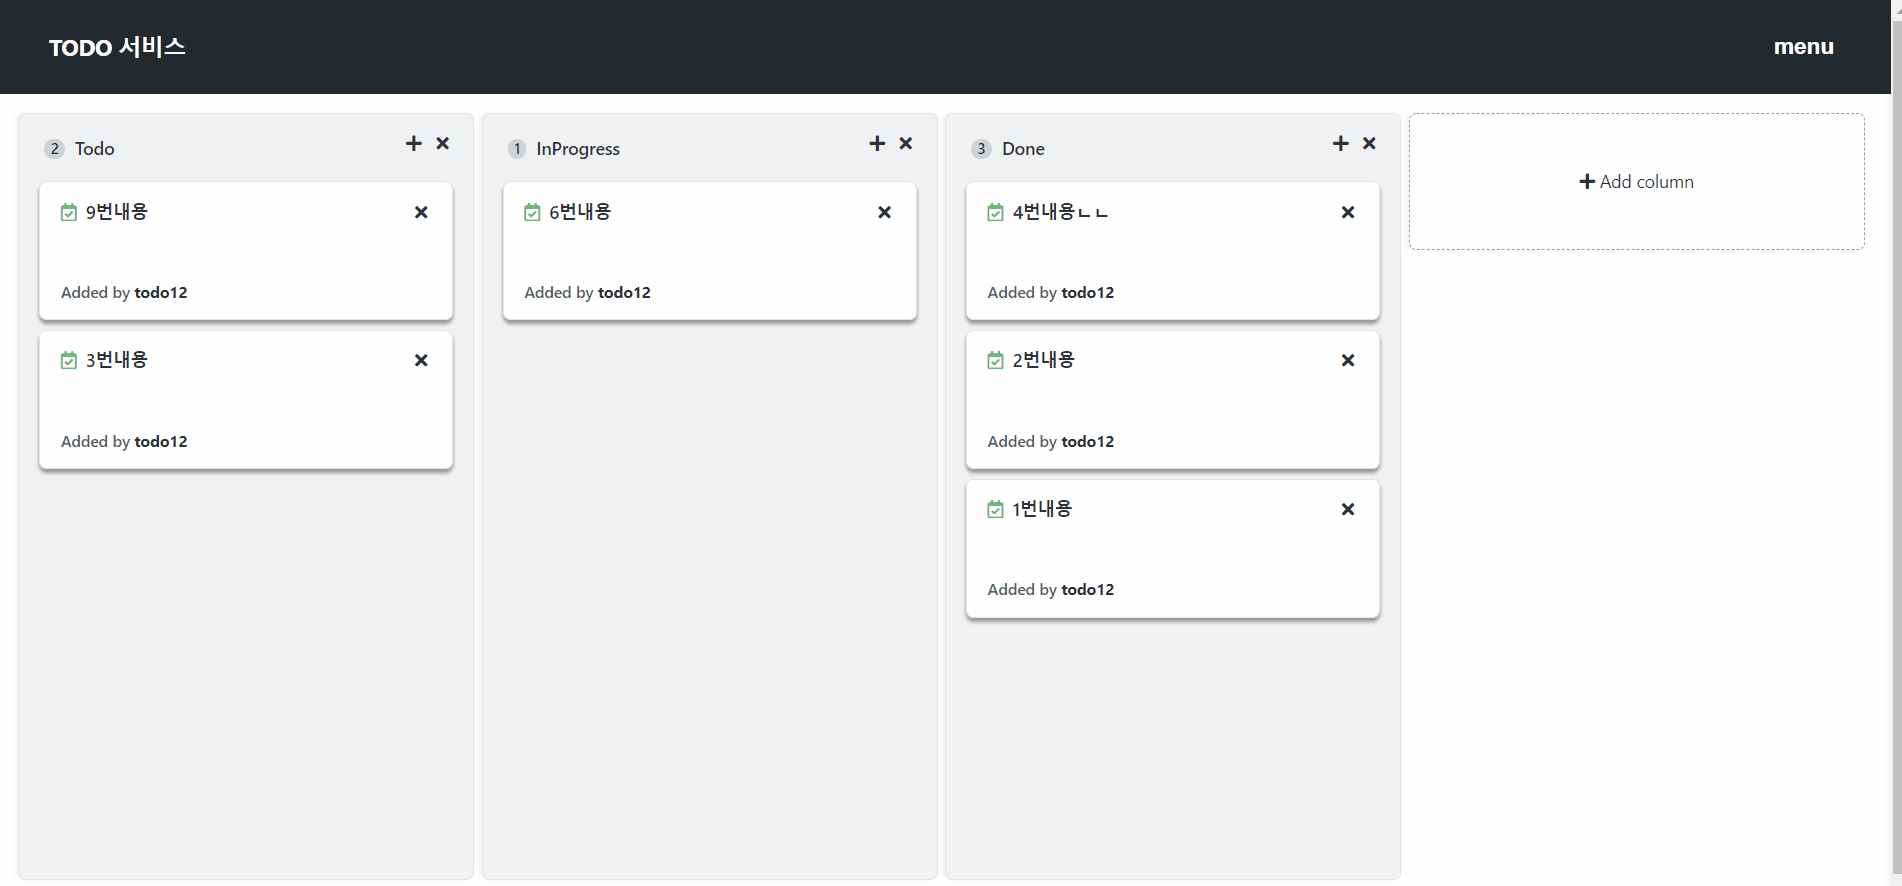 TODO 서비스
menu
2 Todo
9번내용
Added by todo12
3번내용
Added by todo12
1 InProgress
6번내용
Added by todo12
3 Done
4번내용ㄴㄴ
Added by todo12
2번내용
Added by todo12
1번내용
Added by todo12
Add column